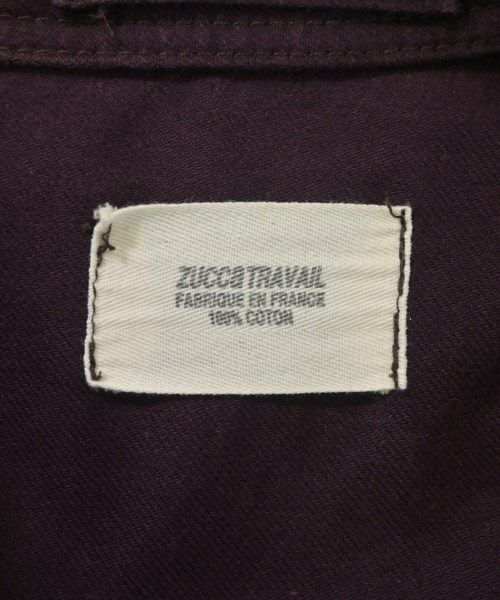 ZUCCa TRAVAIL
FABRIQUE EN FRANCE
100% COTON